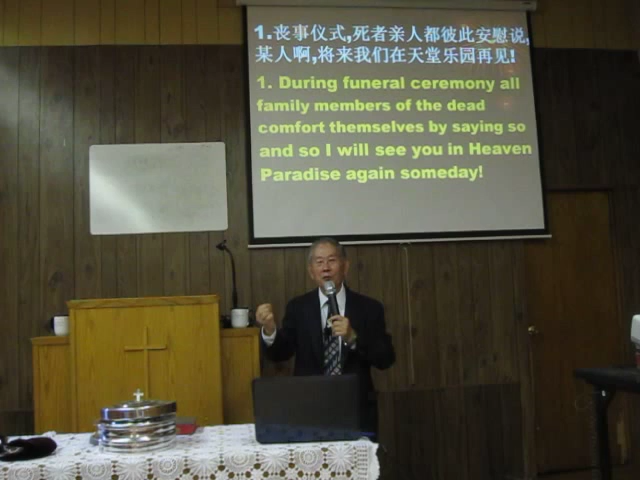 1.丧事仪式,死者亲人都彼此安慰说,
某人啊,将来我们在天堂乐园再见!
1. During funeral ceremony all
family members of the dead
comfort themselves by saying so
and so I will see you in Heaven
Paradise again someday!